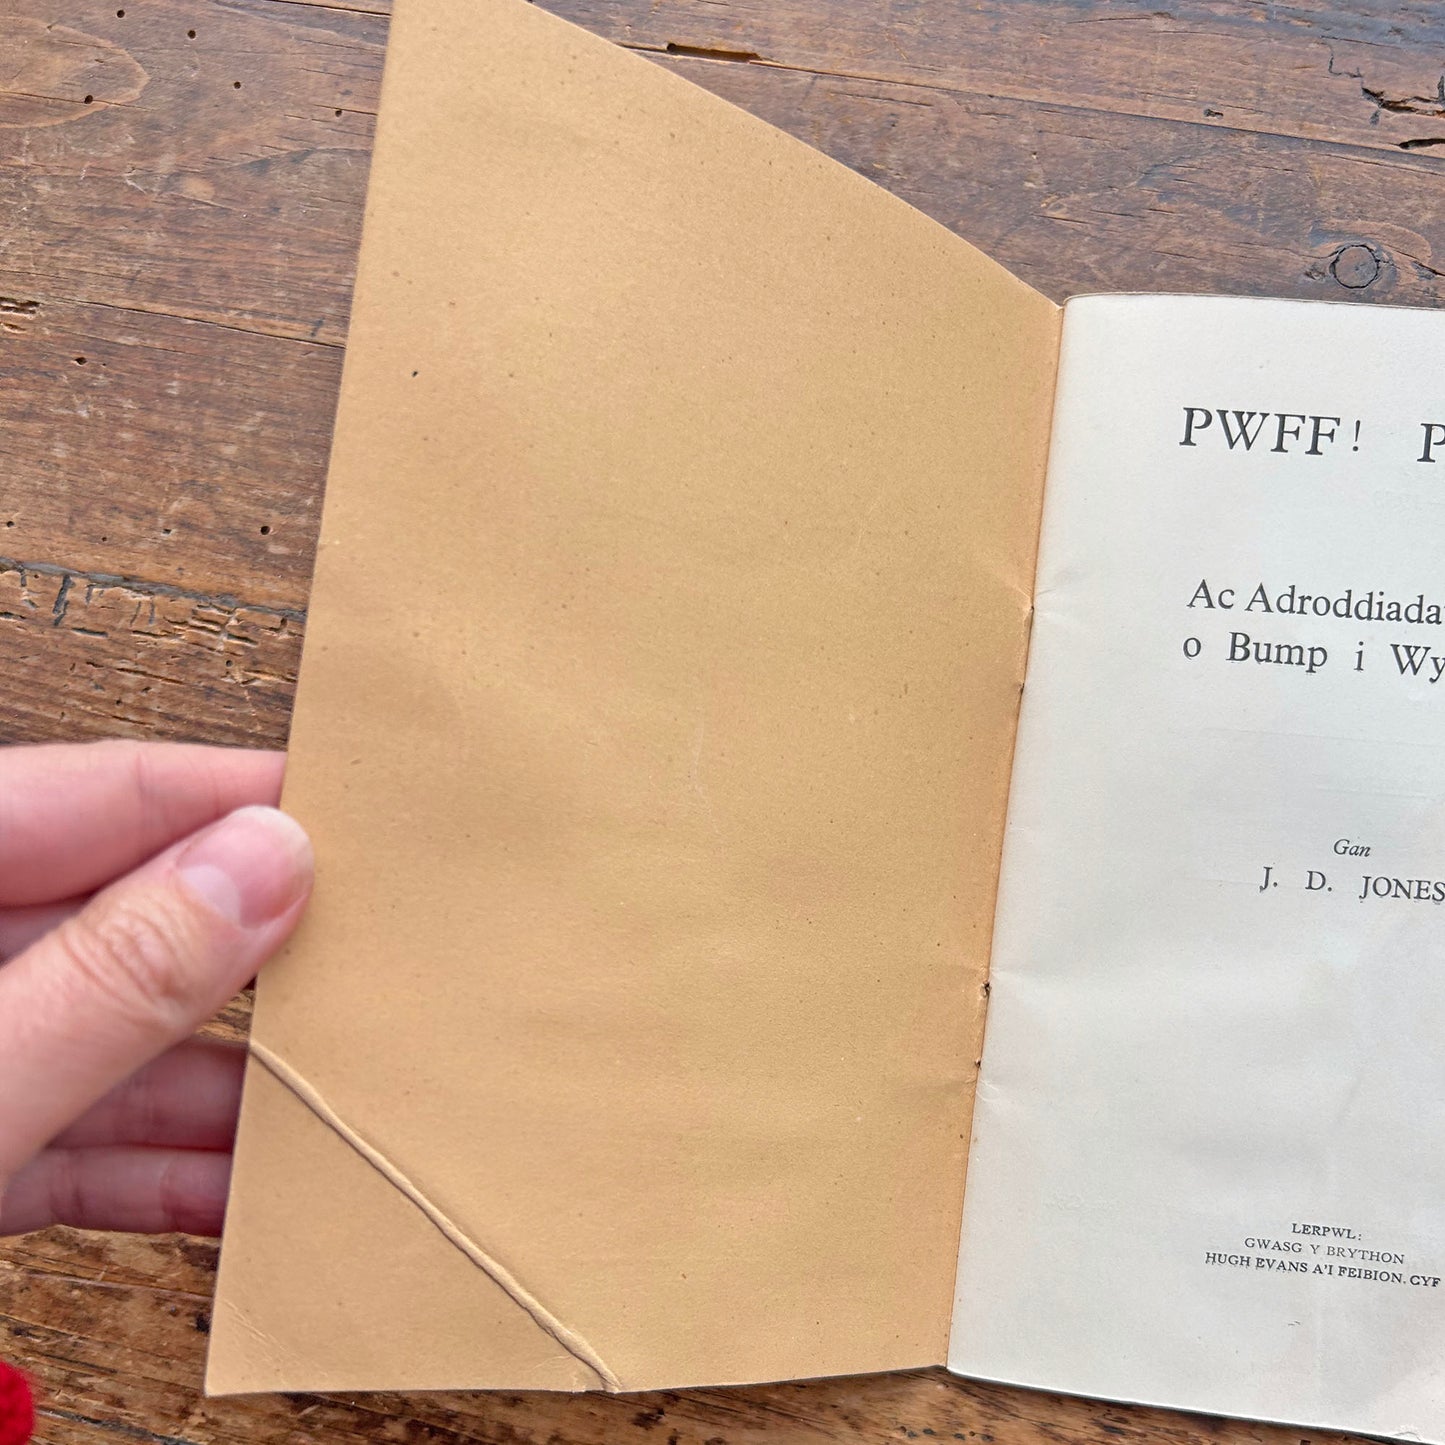 PWFF! P
Ac Adroddiada
o Bump i Wy
Gan
J. D. JONES
LERPWL:
GWASG Y BRYTHON
HUGH EVANS A'I FEIBION, CYF